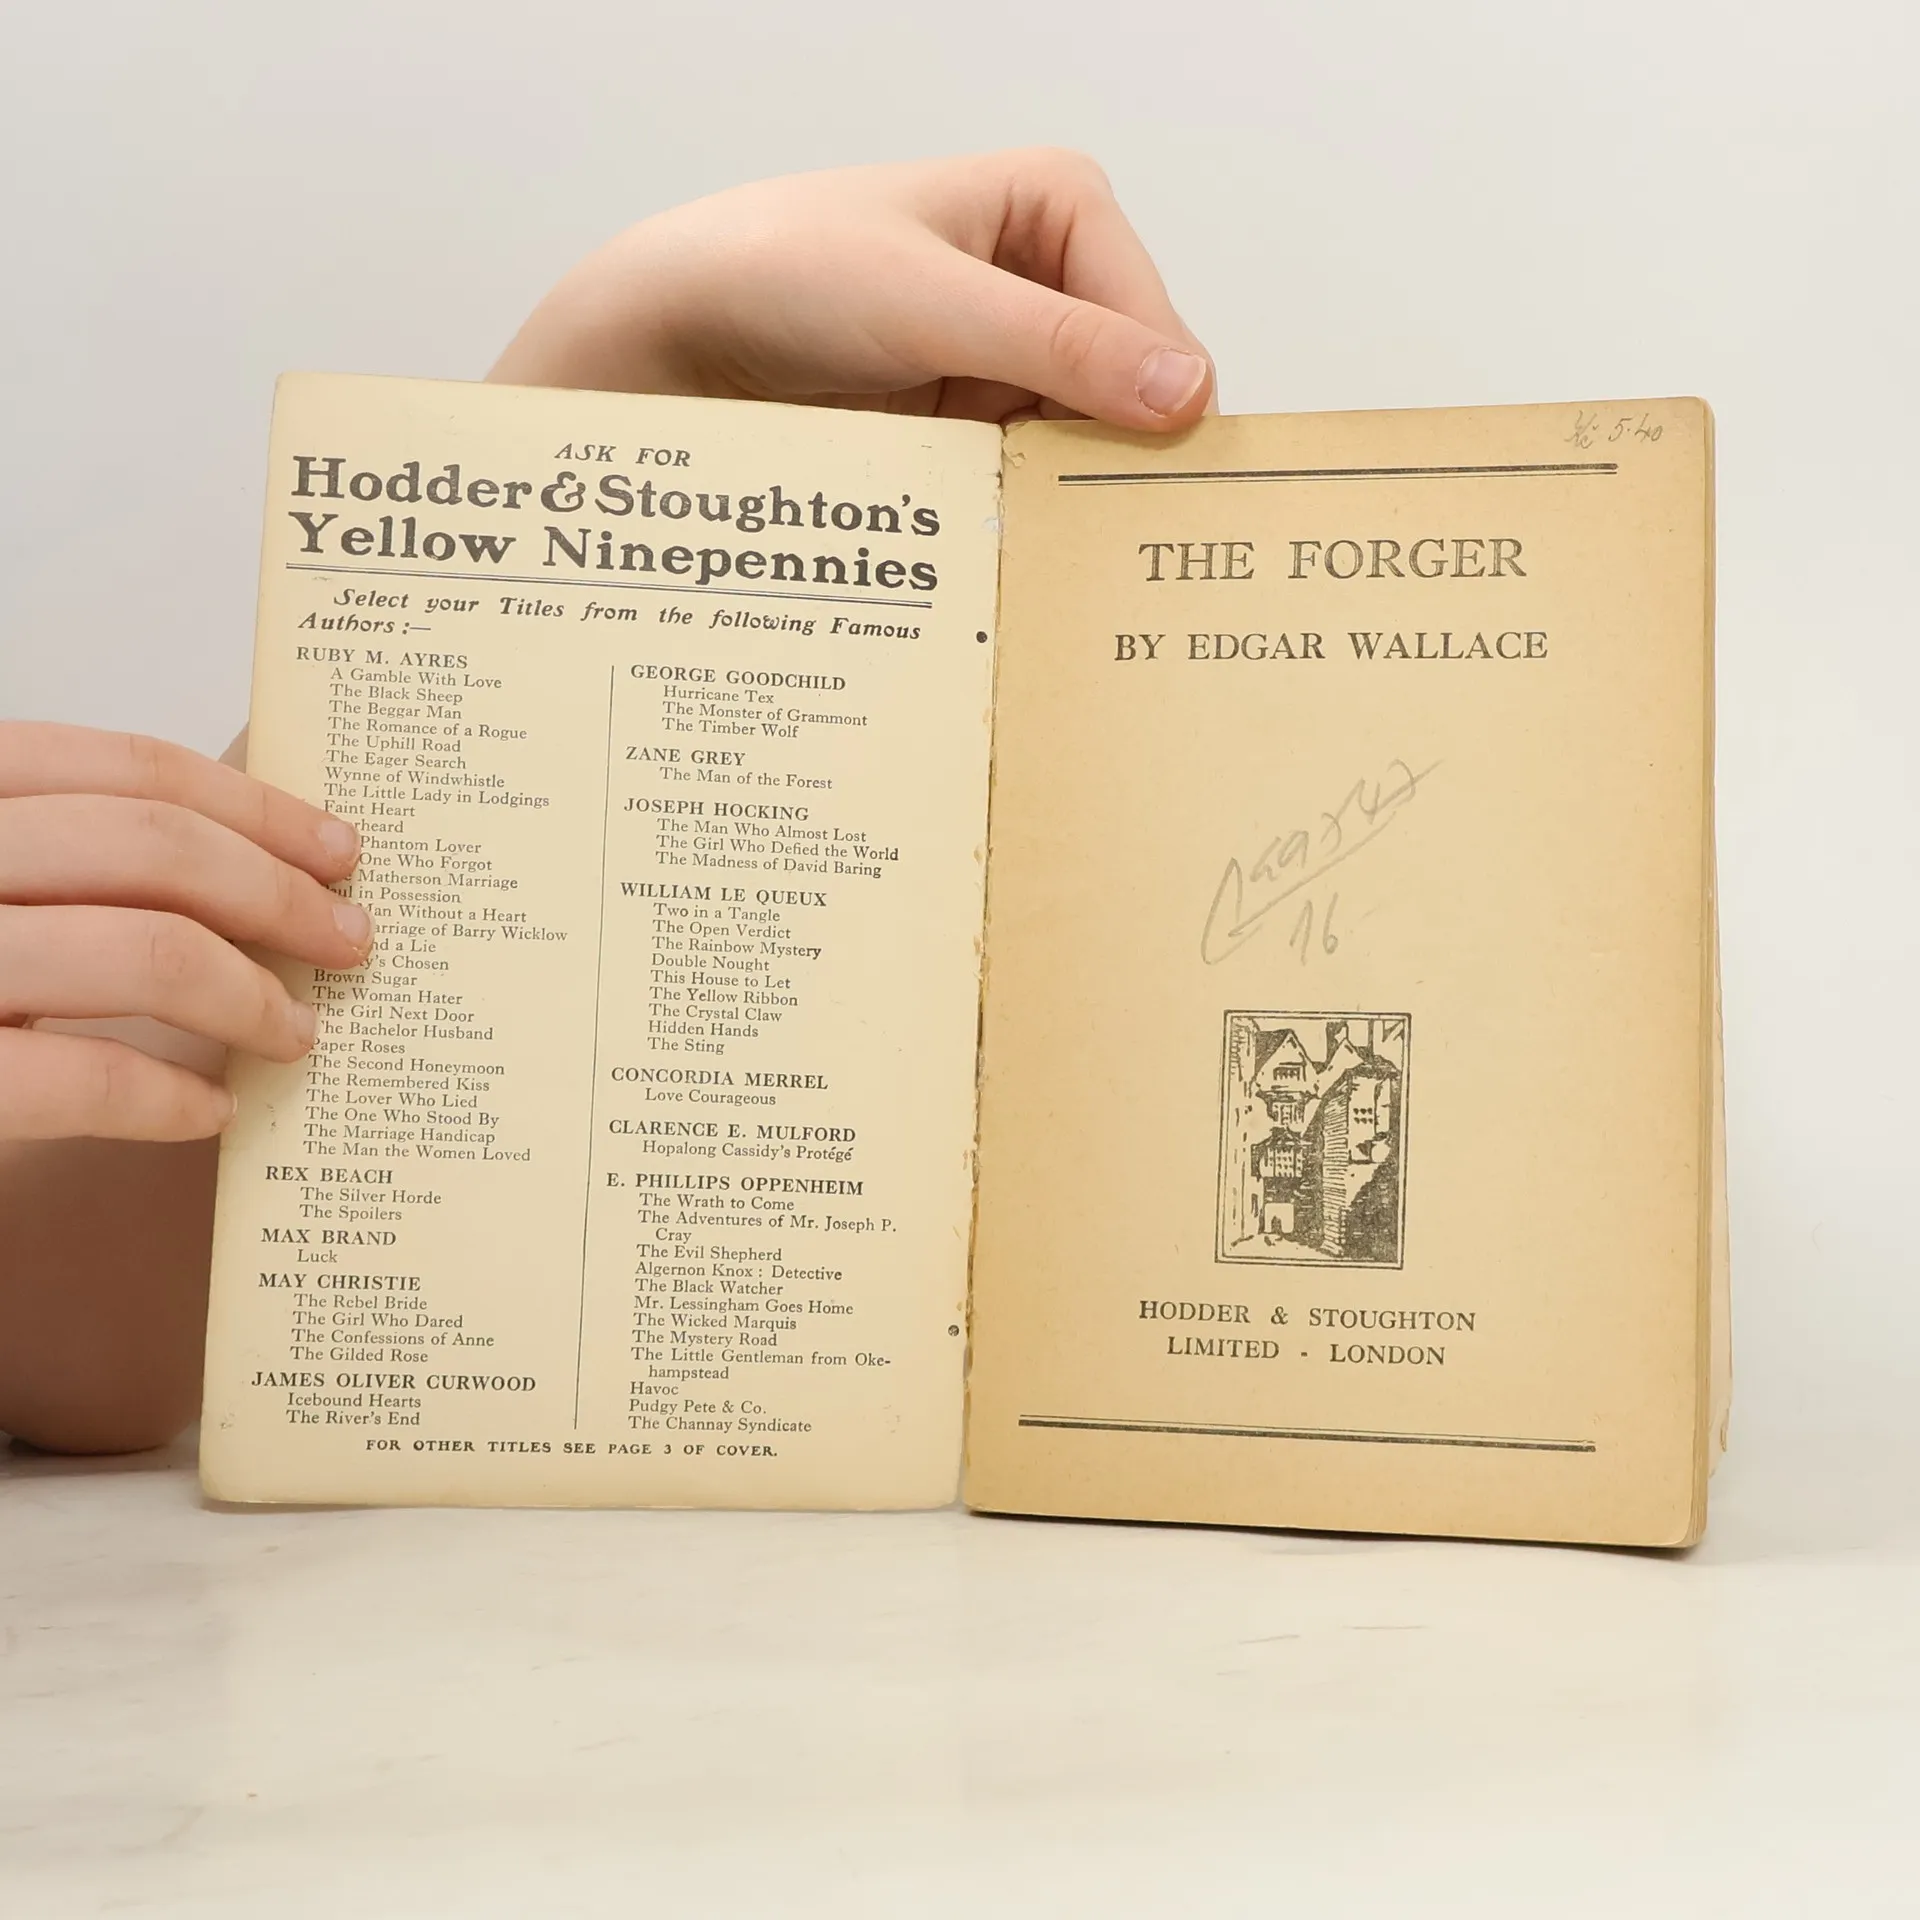 ASK FOR
Hodder & Stoughton's
Yellow Ninepennies
Select your Titles from the following Famous
Authors :—
RUBY M. AYRES
A Gamble With Love
The Black Sheep
The Beggar Man
The Romance of a Rogue
The Uphill Road
The Eager Search
Wynne of Windwhistle
The Little Lady in Lodgings
Faint Heart
rheard
Phantom Lover
One Who Forgot
Matherson Marriage
in Possession
Man Without a Heart
arriage of Barry Wicklow
nd a Lie
y's Chosen
Brown Sugar
The Woman Hater
The Girl Next Door
The Bachelor Husband
Paper Roses
The Second Honeymoon
The Remembered Kiss
The Lover Who Lied
The One Who Stood By
The Marriage Handicap
The Man the Women Loved
REX BEACH
The Silver Horde
The Spoilers
MAX BRAND
Luck
MAY CHRISTIE
The Rebel Bride
The Girl Who Dared
The Confessions of Anne
The Gilded Rose
JAMES OLIVER CURWOOD
Icebound Hearts
The River's End
GEORGE GOODCHILD
Hurricane Tex
The Monster of Grammont
The Timber Wolf
ZANE GREY
The Man of the Forest
JOSEPH HOCKING
The Man Who Almost Lost
The Girl Who Defied the World
The Madness of David Baring
WILLIAM LE QUEUX
Two in a Tangle
The Open Verdict
The Rainbow Mystery
Double Nought
This House to Let
The Yellow Ribbon
The Crystal Claw
Hidden Hands
The Sting
CONCORDIA MERREL
Love Courageous
CLARENCE E. MULFORD
Hopalong Cassidy's Protégé
E. PHILLIPS OPPENHEIM
The Wrath to Come
The Adventures of Mr. Joseph P.
Cray
The Evil Shepherd
Algernon Knox : Detective
The Black Watcher
Mr. Lessingham Goes Home
The Wicked Marquis
The Mystery Road
The Little Gentleman from Oke-
hampstead
Havoc
Pudgy Pete & Co.
The Channay Syndicate
FOR OTHER TITLES SEE PAGE 3 OF COVER.
Kč 5.40
THE FORGER
BY EDGAR WALLACE
16
HODDER & STOUGHTON
LIMITED - LONDON